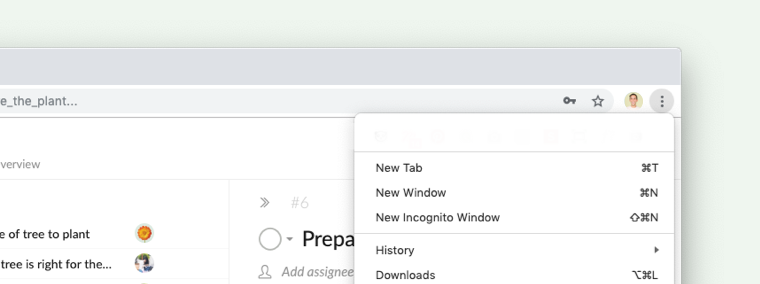 e_the_plant...
verview
New Tab ⌘T
New Window ⌘N
New Incognito Window ⇧⌘N
#6
e of tree to plant
Prepa
History
tree is right for the...
Add assignee
Downloads ⌥⌘L